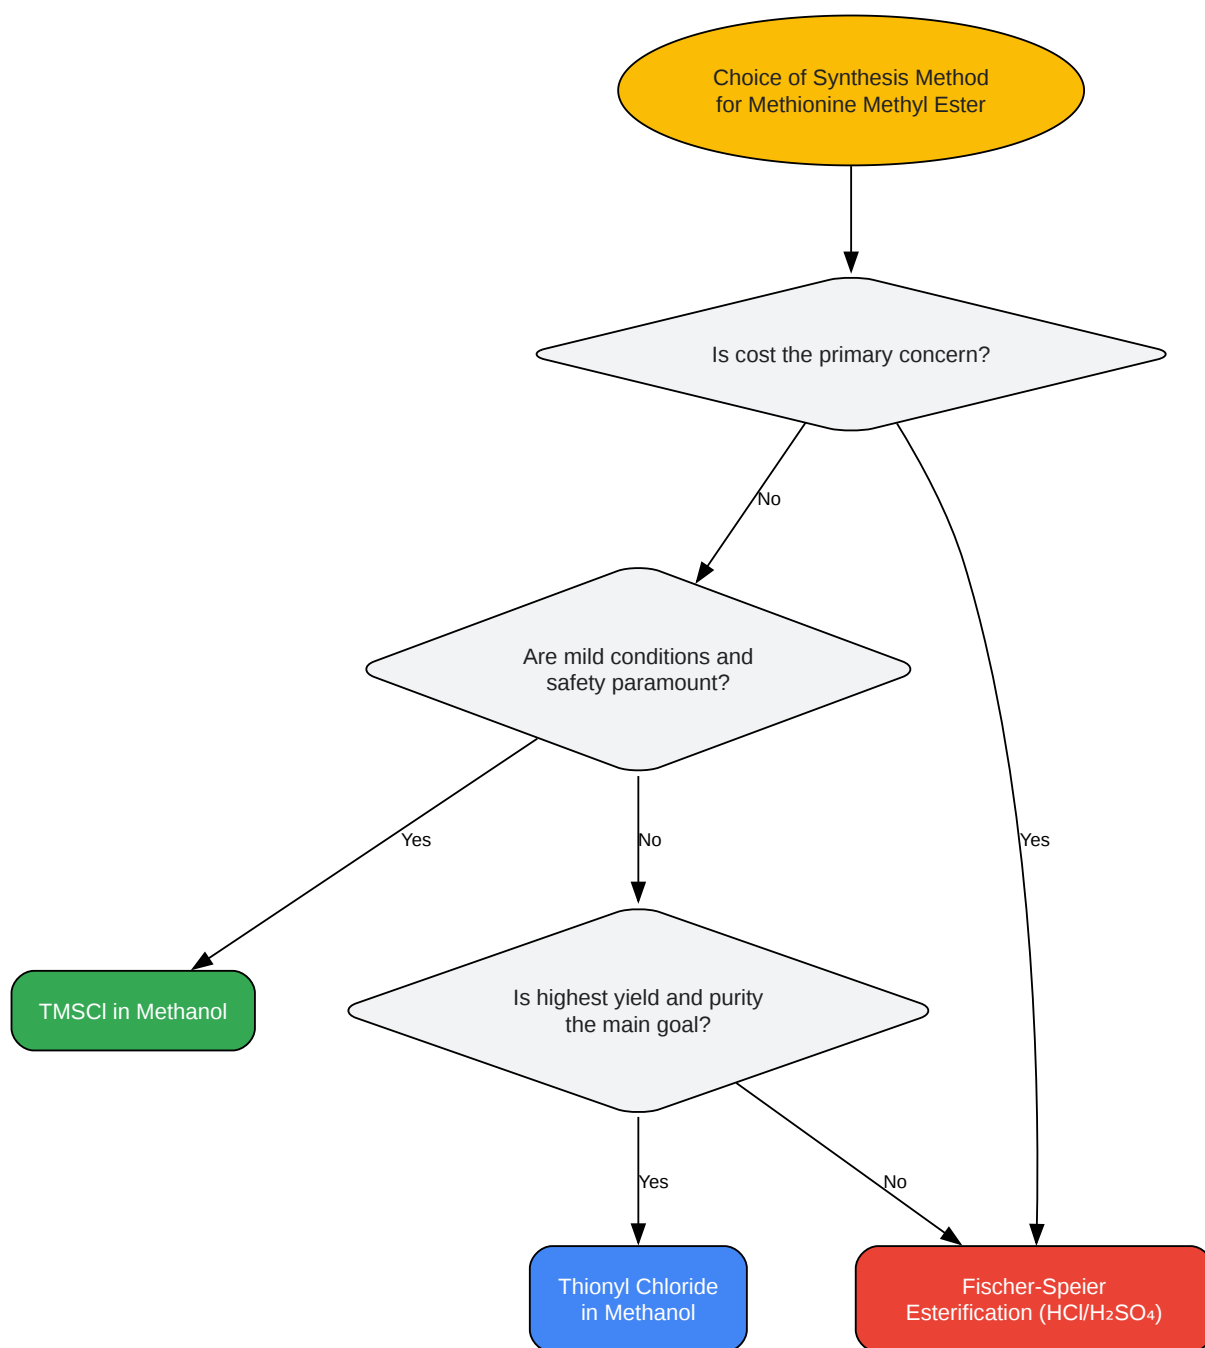 Choice of Synthesis Method
for Methionine Methyl Ester
Is cost the primary concern?
No
Are mild conditions and
safety paramount?
Yes
No
Yes
TMSCl in Methanol
Is highest yield and purity
the main goal?
Yes
No
Thionyl Chloride
in Methanol
Fischer-Speier
Esterification (HCl/H₂SO₄)